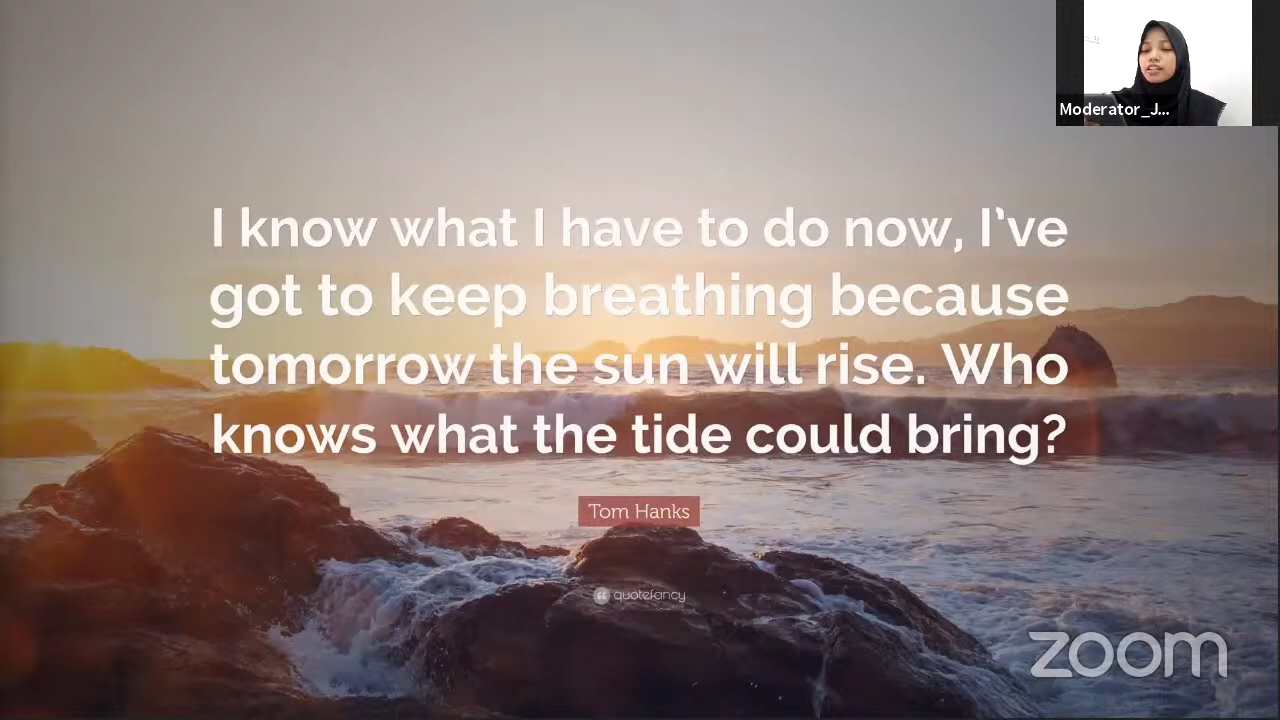 Moderator_J...
I know what I have to do now, I’ve
got to keep breathing because
tomorrow the sun will rise. Who
knows what the tide could bring?
Tom Hanks
quotefancy
zoom